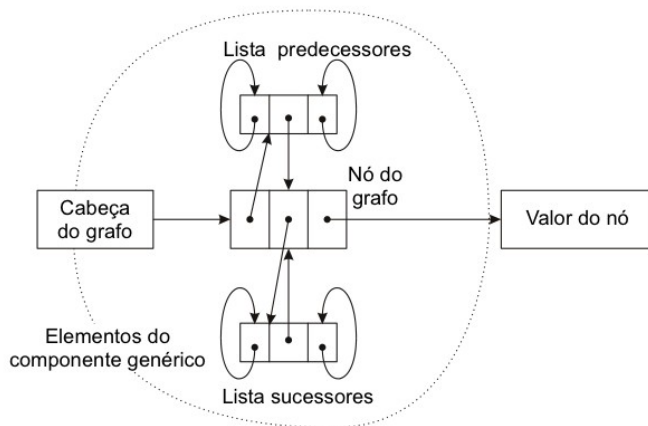 Lista predecessores
Nó do
grafo
Cabeça
do grafo
Valor do nó
Elementos do
componente genérico
Lista sucessores